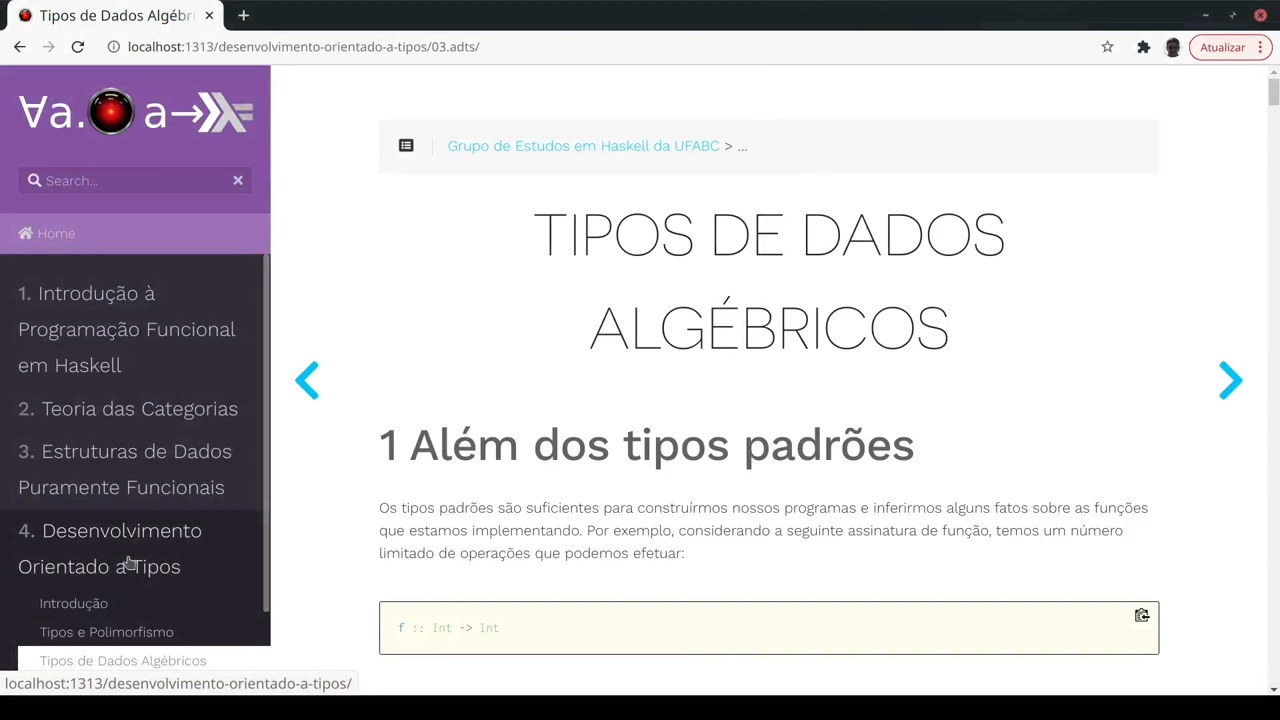 Tipos de Dados Algébri
Atualizar
localhost:1313/desenvolvimento-orientado-a-tipos/03.adts/
∀a. a→
Search...
Home
1. Introdução à
Programação Funcional
em Haskell
2. Teoria das Categorias
3. Estruturas de Dados
Puramente Funcionais
4. Desenvolvimento
Orientado a Tipos
Introdução
Tipos e Polimorfismo
Tipos de Dados Algébricos
localhost:1313/desenvolvimento-orientado-a-tipos/
Grupo de Estudos em Haskell da UFABC > ...
TIPOS DE DADOS
ALGÉBRICOS
1 Além dos tipos padrões
Os tipos padrões são suficientes para construírmos nossos programas e inferirmos alguns fatos sobre as funções
que estamos implementando. Por exemplo, considerando a seguinte assinatura de função, temos um número
limitado de operações que podemos efetuar:
f :: Int -> Int